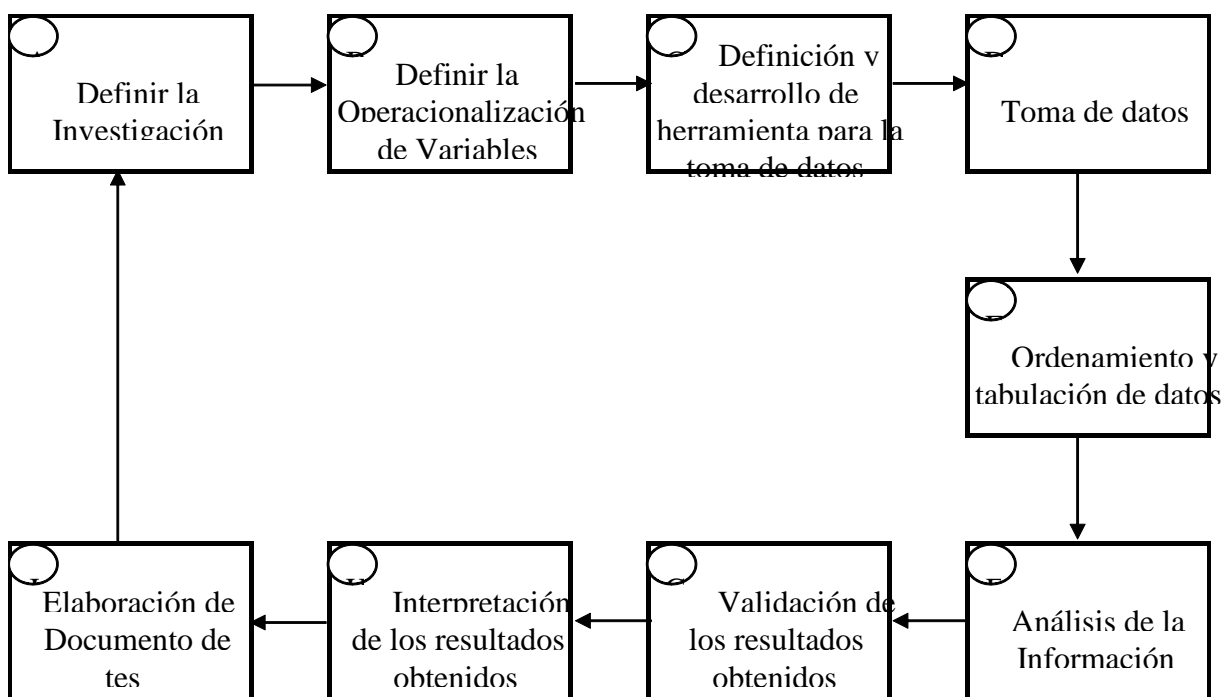 Definir la
Investigación
Definir la
Operacionalización
de Variables
Definición y
desarrollo de
herramienta para la
toma de datos
Toma de datos
Ordenamiento y
tabulación de datos
Análisis de la
Información
Validación de
los resultados
obtenidos
Interpretación
de los resultados
obtenidos
Elaboración de
Documento de
tes